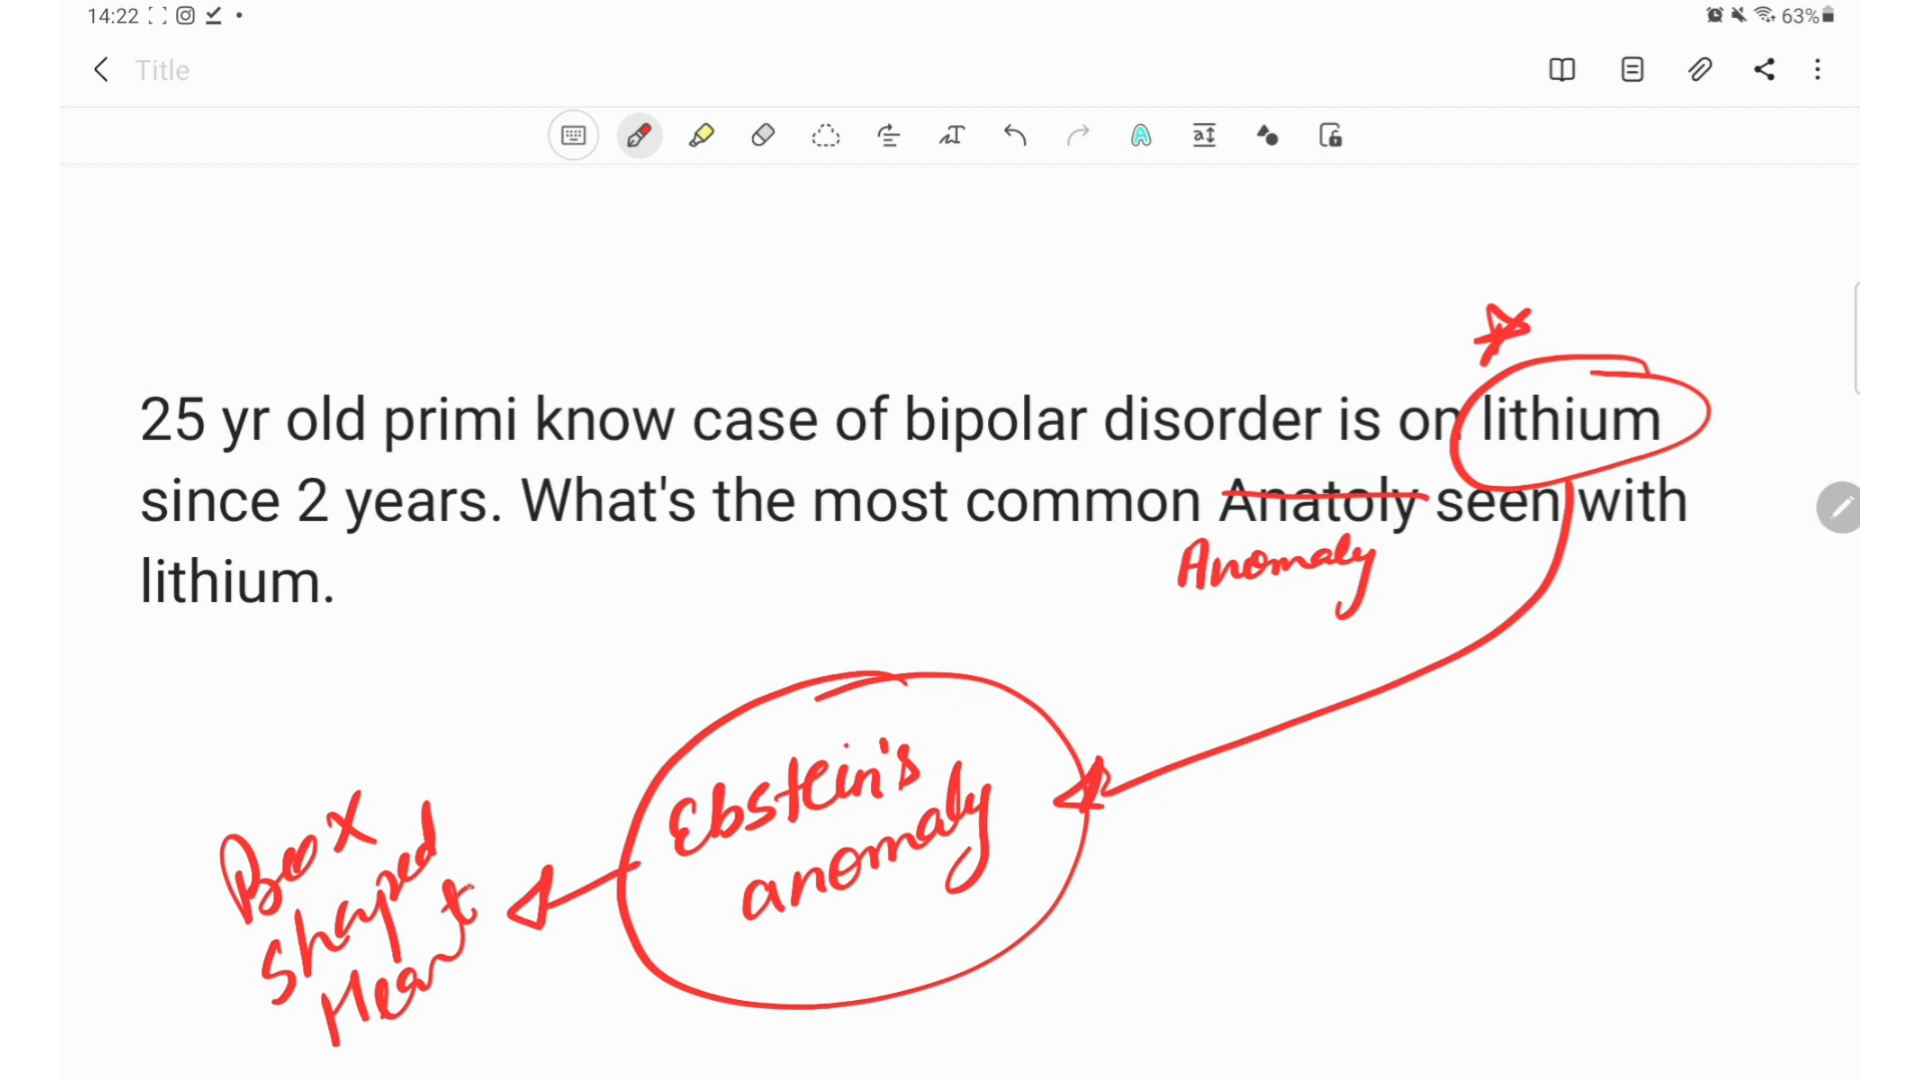 14:22
63%
Title
25 yr old primi know case of bipolar disorder is on lithium
since 2 years. What's the most common Anatoly seen with
Anomaly
lithium.
Ebstein's
anomaly
Box
shaped
Heart